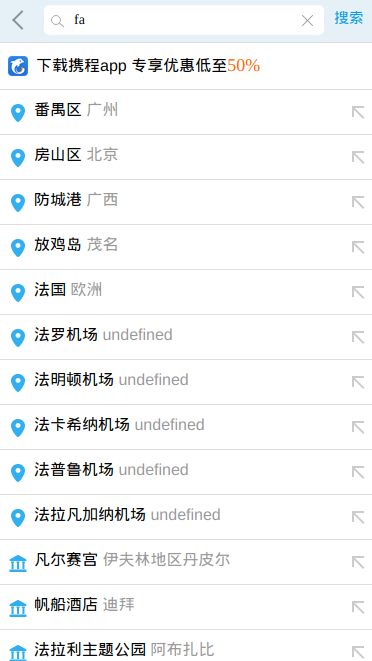 fa
搜索
下载携程app 专享优惠低至50%
番禺区 广州
房山区 北京
防城港 广西
放鸡岛 茂名
法国 欧洲
法罗机场 undefined
法明顿机场 undefined
法卡希纳机场 undefined
法普鲁机场 undefined
法拉凡加纳机场 undefined
凡尔赛宫 伊夫林地区丹皮尔
帆船酒店 迪拜
法拉利主题公园 阿布扎比